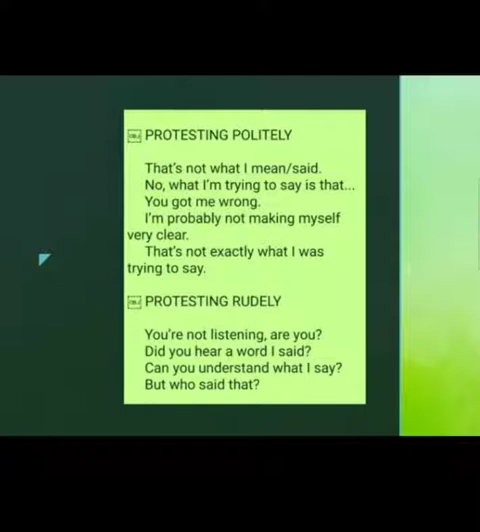 PROTESTING POLITELY
That's not what I mean/said.
No, what I'm trying to say is that...
You got me wrong.
I'm probably not making myself
very clear.
That's not exactly what I was
trying to say.
PROTESTING RUDELY
You're not listening, are you?
Did you hear a word I said?
Can you understand what I say?
But who said that?